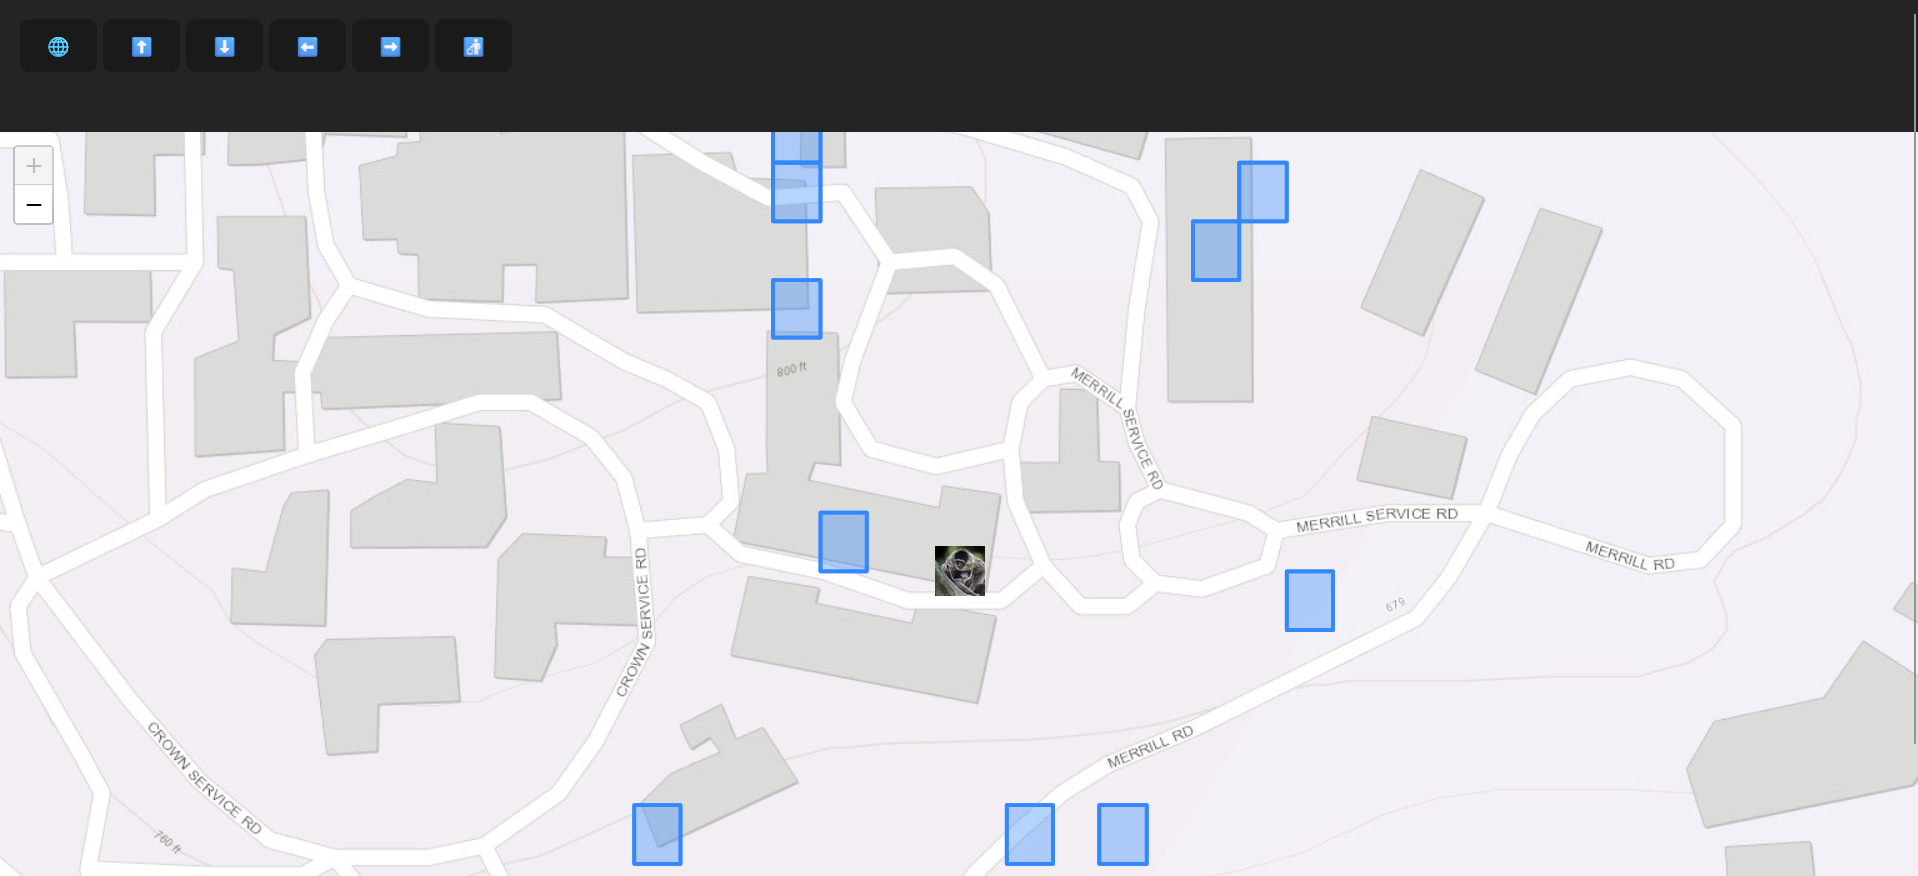 +
−
800 ft
MERRILL SERVICE RD
MERRILL SERVICE RD
MERRILL RD
CROWN SERVICE RD
679
MERRILL RD
CROWN SERVICE RD
760 ft